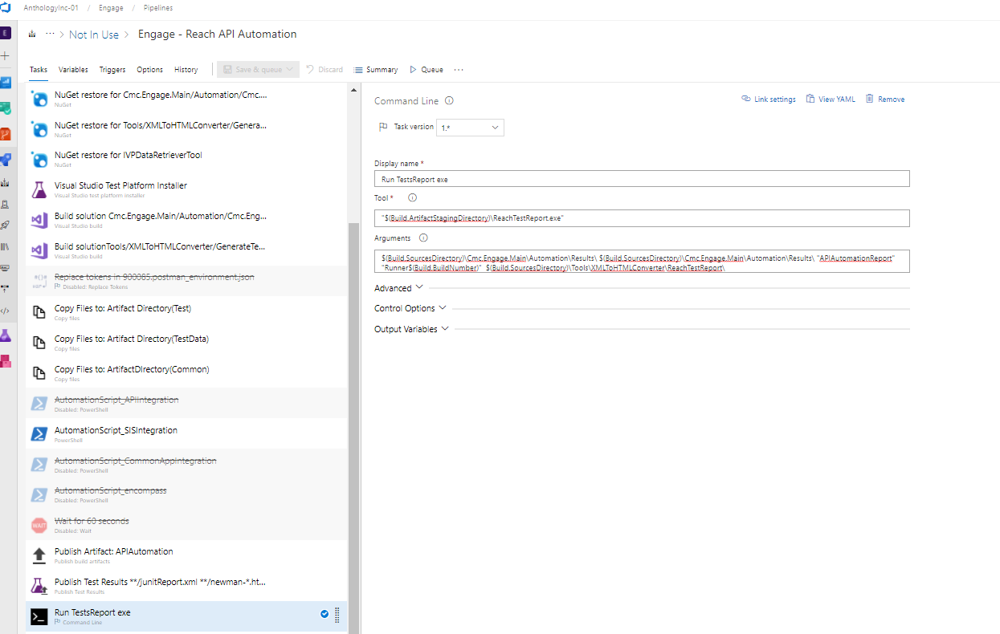 AnthologyInc-01 / Engage / Pipelines
E
··· > Not In Use > Engage - Reach API Automation
Tasks Variables Triggers Options History Save & queue Discard Summary Queue ···
NuGet restore for Cmc.Engage.Main/Automation/Cmc....
NuGet
NuGet restore for Tools/XMLToHTMLConverter/Genera...
NuGet
NuGet restore for IVPDataRetrieverTool
NuGet
Visual Studio Test Platform Installer
Visual Studio test platform installer
Build solution Cmc.Engage.Main/Automation/Cmc.Eng...
Visual Studio build
Build solutionTools/XMLToHTMLConverter/GenerateTe...
Visual Studio build
Replace tokens in 900085.postman_environment.json
Disabled: Replace Tokens
Copy Files to: Artifact Directory(Test)
Copy files
Copy Files to: Artifact Directory(TestData)
Copy files
Copy Files to: ArtifactDIrectory(Common)
Copy files
AutomationScript_APIIntegration
Disabled: PowerShell
AutomationScript_SISIntegration
PowerShell
AutomationScript_CommonAppIntegration
Disabled: PowerShell
AutomationScript_encompass
Disabled: PowerShell
WAIT
Wait for 60 seconds
Disabled: Wait
Publish Artifact: APIAutomation
Publish build artifacts
Publish Test Results **/junitReport.xml **/newman-*.ht...
Publish Test Results
Run TestsReport exe
Command Line
Command Line
Link settings View YAML Remove
Task version 1.*
Display name *
Run TestsReport exe
Tool *
"$(Build.ArtifactStagingDirectory)\ReachTestReport.exe"
Arguments
$(Build.SourcesDirectory)\Cmc.Engage.Main\Automation\Results\ $(Build.SourcesDirectory)\Cmc.Engage.Main\Automation\Results\ "APIAutomationReport"
"Runner$(Build.BuildNumber)" $(Build.SourcesDirectory)\Tools\XMLToHTMLConverter\ReachTestReport\
Advanced
Control Options
Output Variables